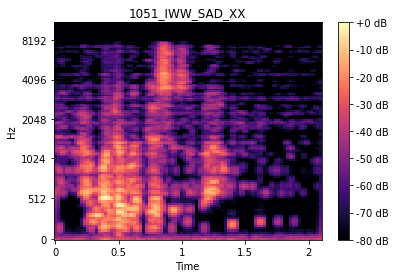 1051_IWW_SAD_XX
+0 dB
8192
-10 dB
4096
-20 dB
-30 dB
2048
-40 dB
Hz
1024
-50 dB
512
-60 dB
-70 dB
0
-80 dB
0 0.5 1 1.5 2
Time